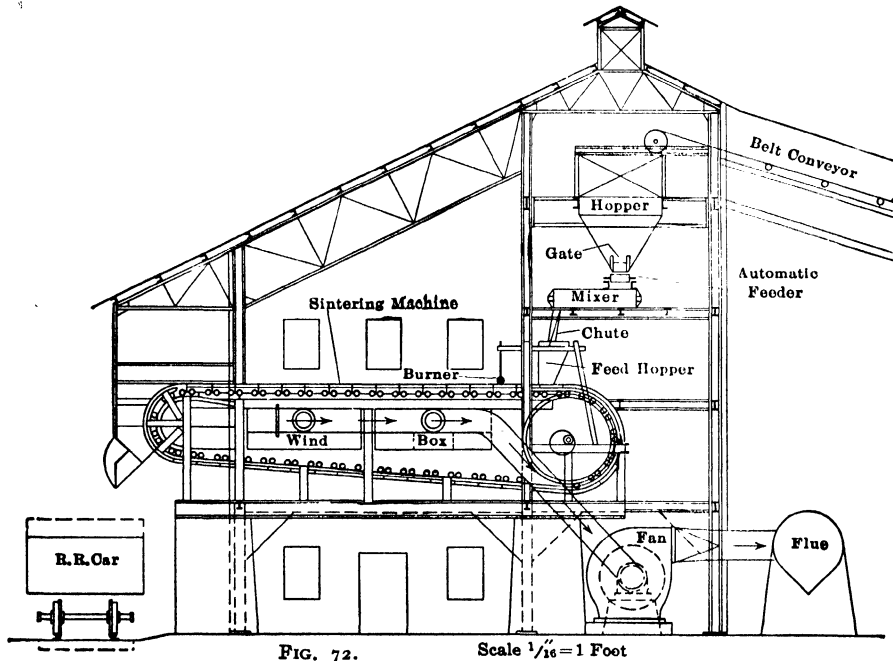 Belt Conveyor
Hopper
Gate
Automatic
Feeder
Mixer
Sintering Machine
Chute
Feed Hopper
Burner
Wind
Box
R.R.Car
Fan
Flue
FIG. 72.
Scale 1/16"=1 Foot